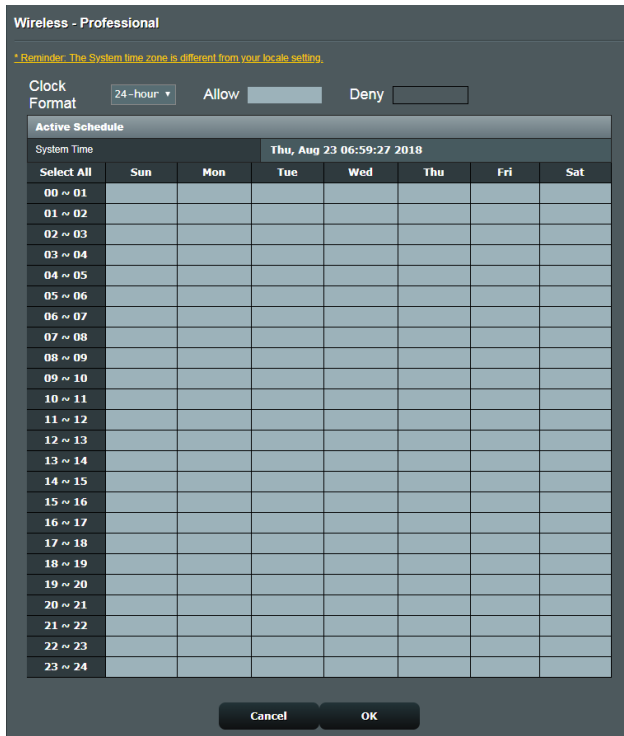 Wireless - Professional
* Reminder: The System time zone is different from your locale setting.
Clock Format 24-hour Allow Deny
Active Schedule
System Time Thu, Aug 23 06:59:27 2018
Select All Sun Mon Tue Wed Thu Fri Sat
00 ~ 01
01 ~ 02
02 ~ 03
03 ~ 04
04 ~ 05
05 ~ 06
06 ~ 07
07 ~ 08
08 ~ 09
09 ~ 10
10 ~ 11
11 ~ 12
12 ~ 13
13 ~ 14
14 ~ 15
15 ~ 16
16 ~ 17
17 ~ 18
18 ~ 19
19 ~ 20
20 ~ 21
21 ~ 22
22 ~ 23
23 ~ 24
Cancel OK